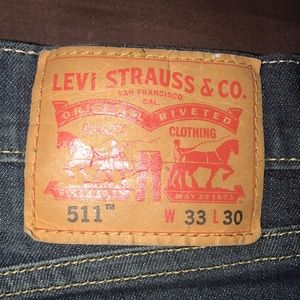 LEVI STRAUSS & CO.
SAN FRANCISCO
CAL.
ORIGINAL RIVETED
CLOTHING
MAY 20 1873
511™ W 33 L 30